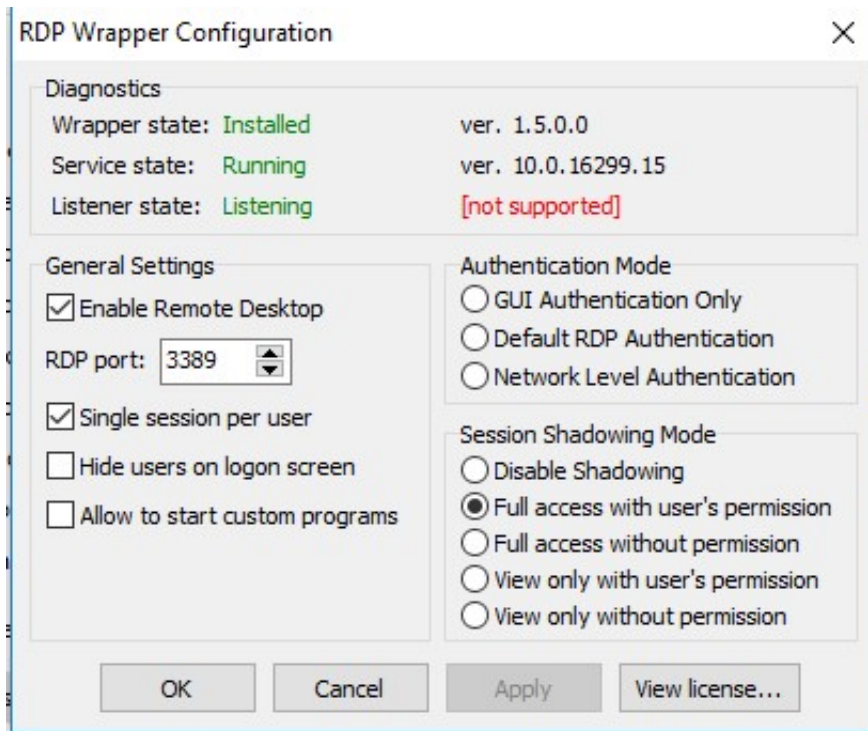 RDP Wrapper Configuration
Diagnostics
Wrapper state: Installed ver. 1.5.0.0
Service state: Running ver. 10.0.16299.15
Listener state: Listening [not supported]
General Settings
Enable Remote Desktop
RDP port: 3389
Single session per user
Hide users on logon screen
Allow to start custom programs
Authentication Mode
GUI Authentication Only
Default RDP Authentication
Network Level Authentication
Session Shadowing Mode
Disable Shadowing
Full access with user's permission
Full access without permission
View only with user's permission
View only without permission
OK Cancel Apply View license...